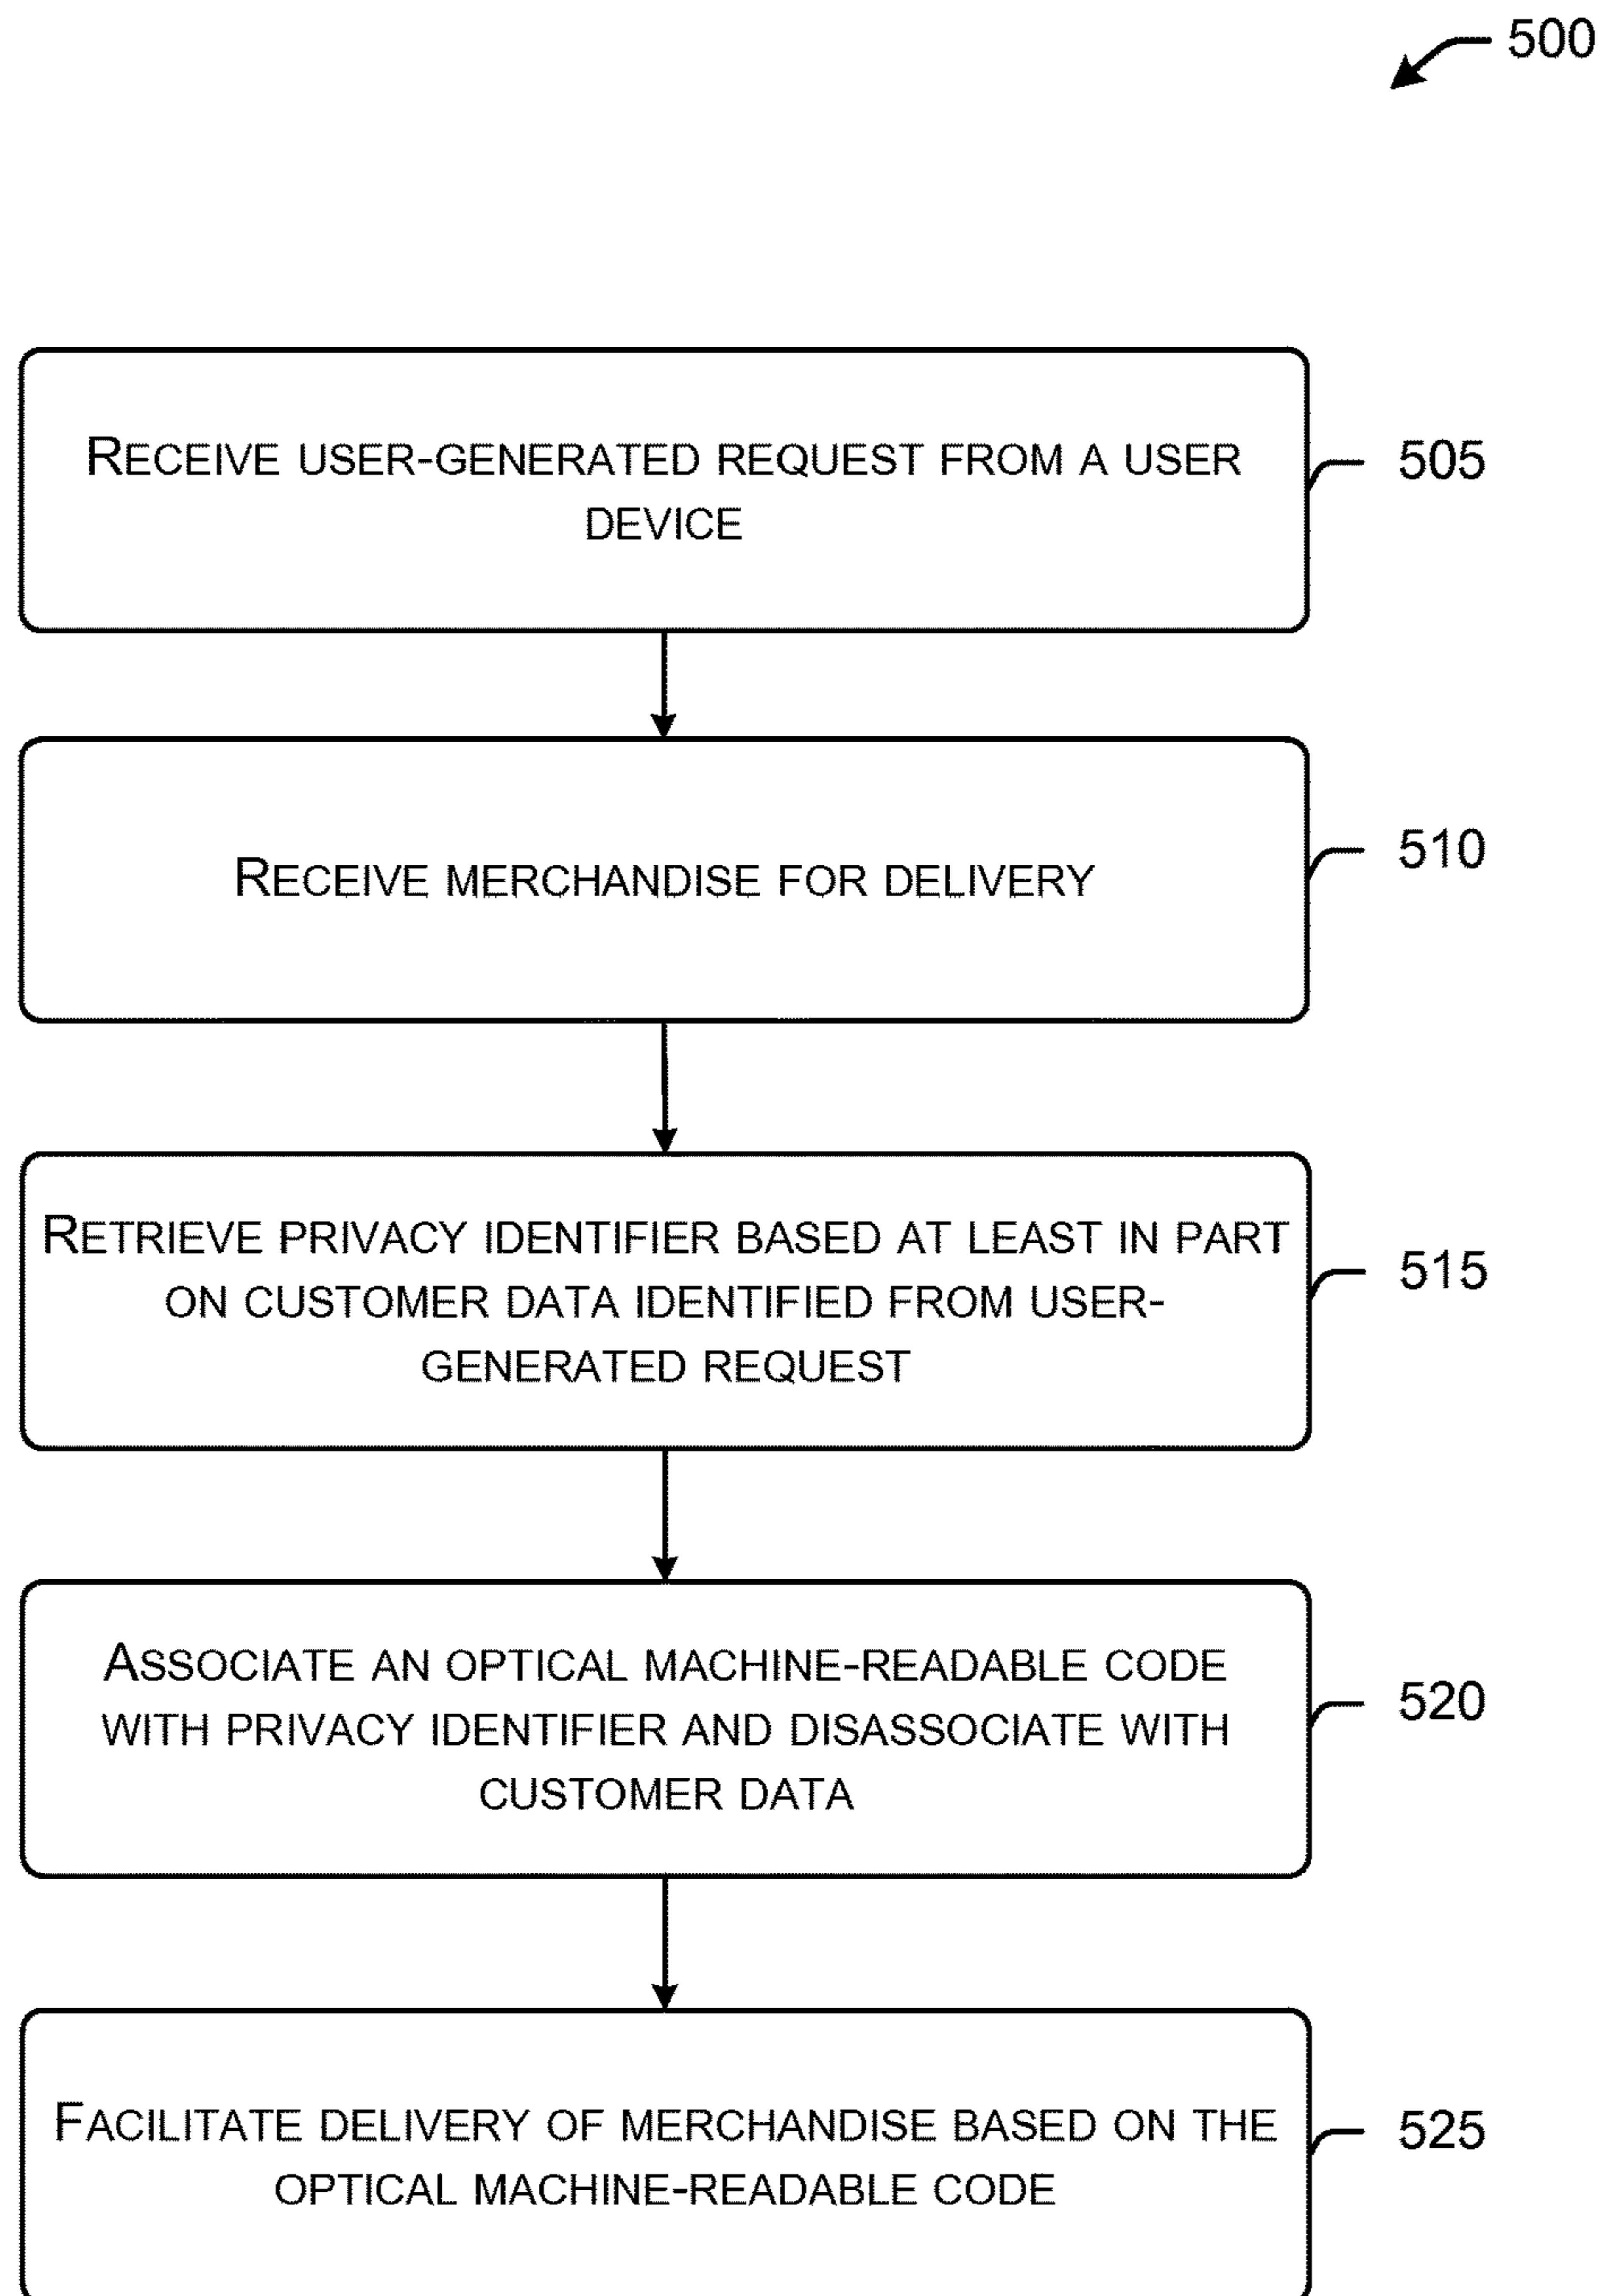 500
RECEIVE USER-GENERATED REQUEST FROM A USER
DEVICE
505
RECEIVE MERCHANDISE FOR DELIVERY
510
RETRIEVE PRIVACY IDENTIFIER BASED AT LEAST IN PART
ON CUSTOMER DATA IDENTIFIED FROM USER-
GENERATED REQUEST
515
ASSOCIATE AN OPTICAL MACHINE-READABLE CODE
WITH PRIVACY IDENTIFIER AND DISASSOCIATE WITH
CUSTOMER DATA
520
FACILITATE DELIVERY OF MERCHANDISE BASED ON THE
OPTICAL MACHINE-READABLE CODE
525